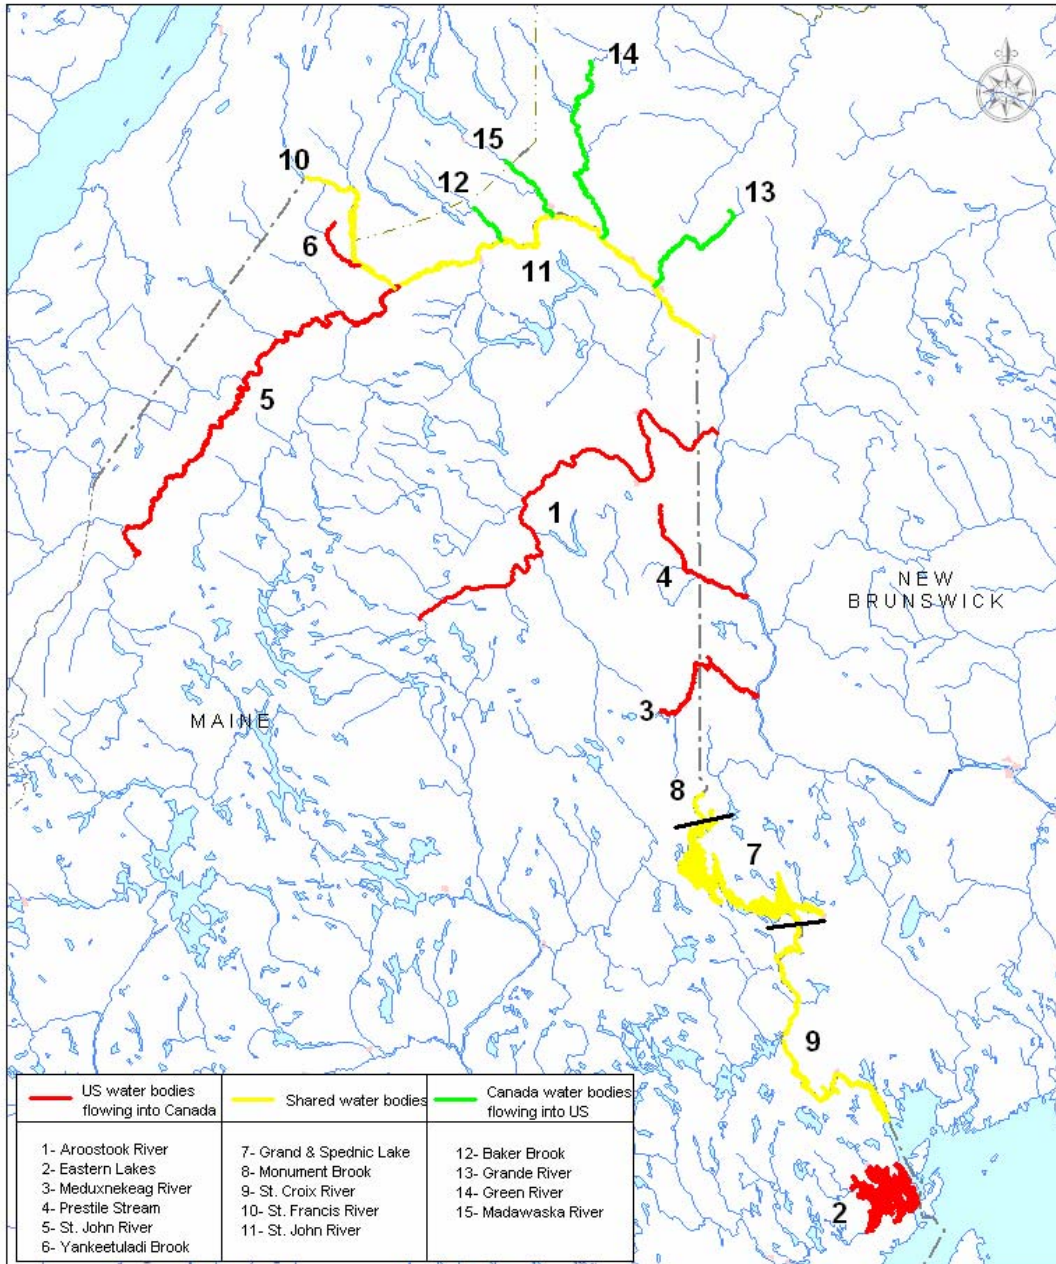 14
15
10
12
13
6
11
5
1
4
NEW
BRUNSWICK
3
MAINE
8
7
9
2
US water bodies
flowing into Canada
Shared water bodies
Canada water bodies
flowing into US
1- Aroostook River
2- Eastern Lakes
3- Meduxnekeag River
4- Prestile Stream
5- St. John River
6- Yankeetuladi Brook
7- Grand & Spednic Lake
8- Monument Brook
9- St. Croix River
10- St. Francis River
11- St. John River
12- Baker Brook
13- Grande River
14- Green River
15- Madawaska River